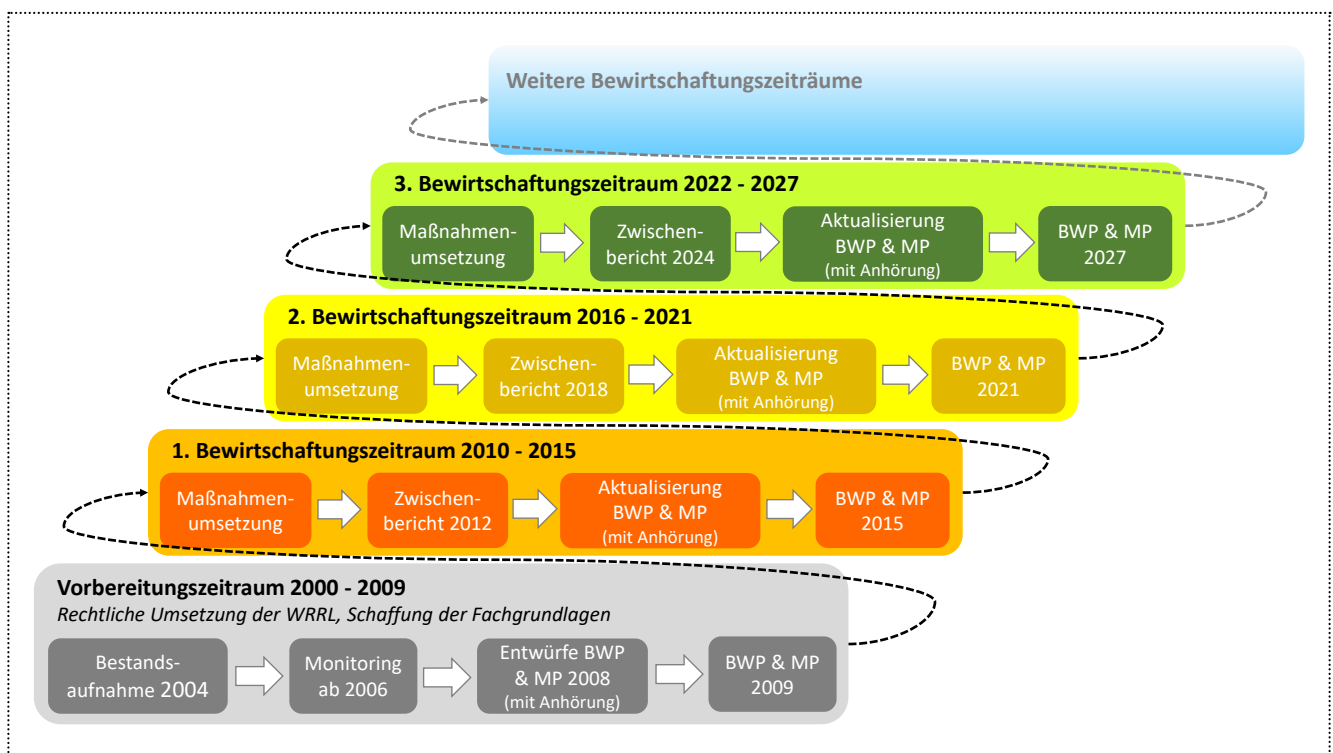 Weitere Bewirtschaftungszeiträume
3. Bewirtschaftungszeitraum 2022 - 2027
Maßnahmen-
umsetzung
Zwischen-
bericht 2024
Aktualisierung
BWP & MP
(mit Anhörung)
BWP & MP
2027
2. Bewirtschaftungszeitraum 2016 - 2021
Maßnahmen-
umsetzung
Zwischen-
bericht 2018
Aktualisierung
BWP & MP
(mit Anhörung)
BWP & MP
2021
1. Bewirtschaftungszeitraum 2010 - 2015
Maßnahmen-
umsetzung
Zwischen-
bericht 2012
Aktualisierung
BWP & MP
(mit Anhörung)
BWP & MP
2015
Vorbereitungszeitraum 2000 - 2009
Rechtliche Umsetzung der WRRL, Schaffung der Fachgrundlagen
Bestands-
aufnahme 2004
Monitoring
ab 2006
Entwürfe BWP
& MP 2008
(mit Anhörung)
BWP & MP
2009